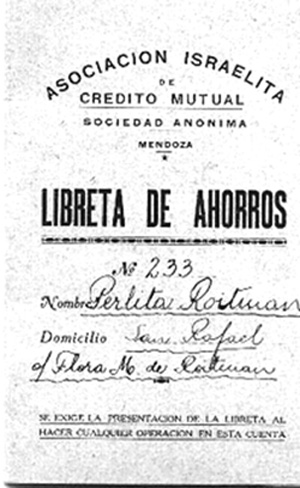 ASOCIACION ISRAELITA
DE
CREDITO MUTUAL
SOCIEDAD ANONIMA
MENDOZA
LIBRETA DE AHORROS
Nº 233
Nombre Perlita Roitman
Domicilio San Rafael
o/ Flora M. de Roitman
SE EXIGE LA PRESENTACION DE LA LIBRETA AL
HACER CUALQUIER OPERACION EN ESTA CUENTA